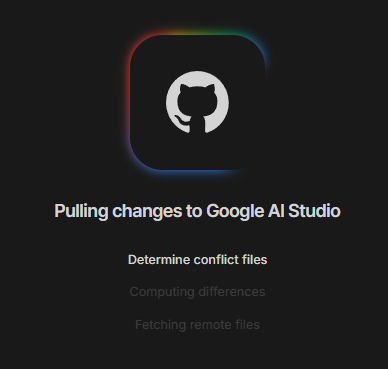 Pulling changes to Google AI Studio
Determine conflict files
Computing differences
Fetching remote files